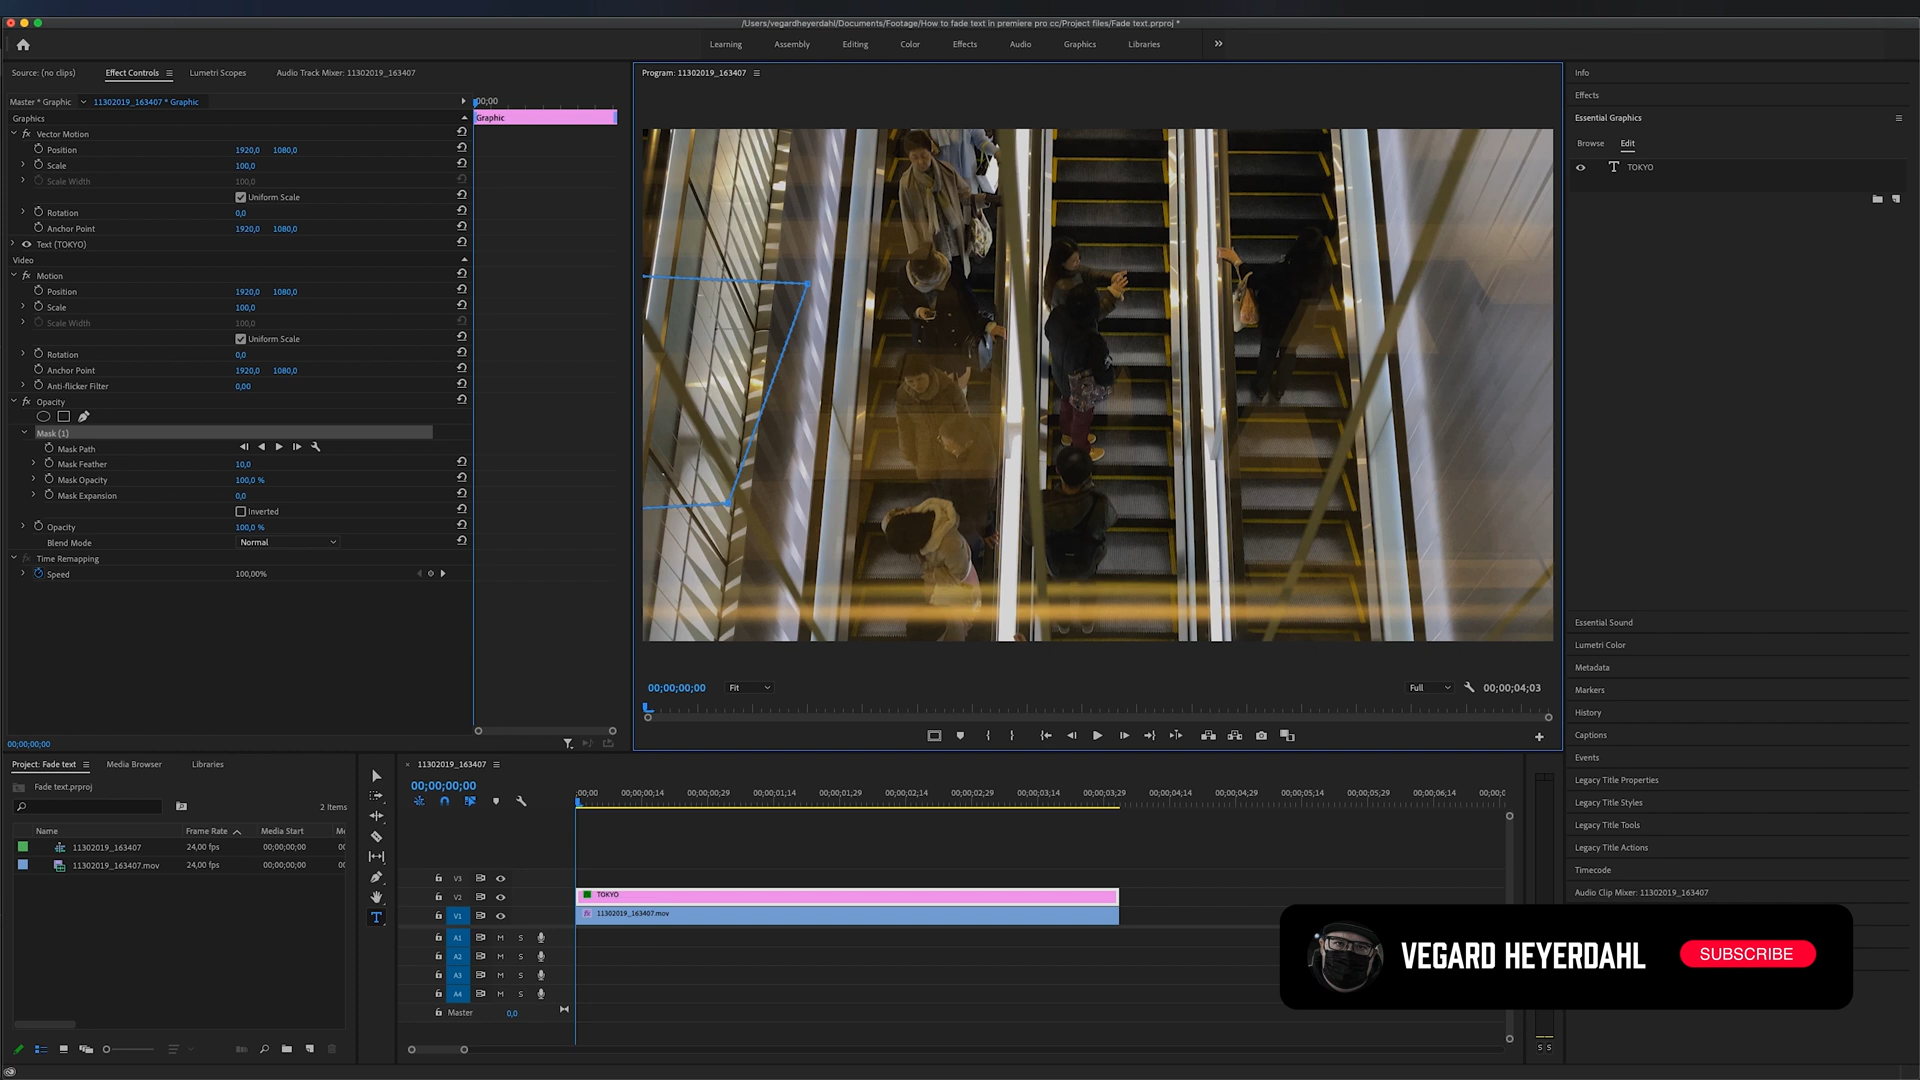 /Users/vegardheyerdahl/Documents/Footage/How to fade text in premiere pro cc/Project files/Fade text.prproj *
Learning Assembly Editing Color Effects Audio Graphics Libraries
Source: (no clips) Effect Controls Lumetri Scopes Audio Track Mixer: 11302019_163407
Master * Graphic 11302019_163407 * Graphic
Graphics
Vector Motion
Position 1920,0 1080,0
Scale 100,0
Scale Width 100,0
Uniform Scale
Rotation 0,0
Anchor Point 1920,0 1080,0
Text (TOKYO)
Video
Motion
Position 1920,0 1080,0
Scale 100,0
Scale Width 100,0
Uniform Scale
Rotation 0,0
Anchor Point 1920,0 1080,0
Anti-flicker Filter 0,00
Opacity
Mask (1)
Mask Path
Mask Feather 10,0
Mask Opacity 100,0 %
Mask Expansion 0,0
Inverted
Opacity 100,0 %
Blend Mode Normal
Time Remapping
Speed 100,00%
00;00;00;00
;00;00
Graphic
Program: 11302019_163407
00;00;00;00 Fit Full 00;00;04;03
Info
Effects
Essential Graphics
Browse Edit
TOKYO
Essential Sound
Lumetri Color
Metadata
Markers
History
Captions
Events
Legacy Title Properties
Legacy Title Styles
Legacy Title Tools
Legacy Title Actions
Timecode
Audio Clip Mixer: 11302019_163407
Project: Fade text Media Browser Libraries
Fade text.prproj
2 Items
Name Frame Rate Media Start
11302019_163407 24,00 fps 00;00;00;00
11302019_163407.mov 24,00 fps 00;00;00;00
11302019_163407
00;00;00;00
;00;00 00;00;00;14 00;00;00;29 00;00;01;14 00;00;01;29 00;00;02;14 00;00;02;29 00;00;03;14 00;00;03;29 00;00;04;14 00;00;04;29 00;00;05;14 00;00;05;29 00;00;06;14
V3
V2 TOKYO
V1 11302019_163407.mov
A1 M S
A2 M S
A3 M S
A4 M S
Master 0,0
S S
VEGARD HEYERDAHL SUBSCRIBE